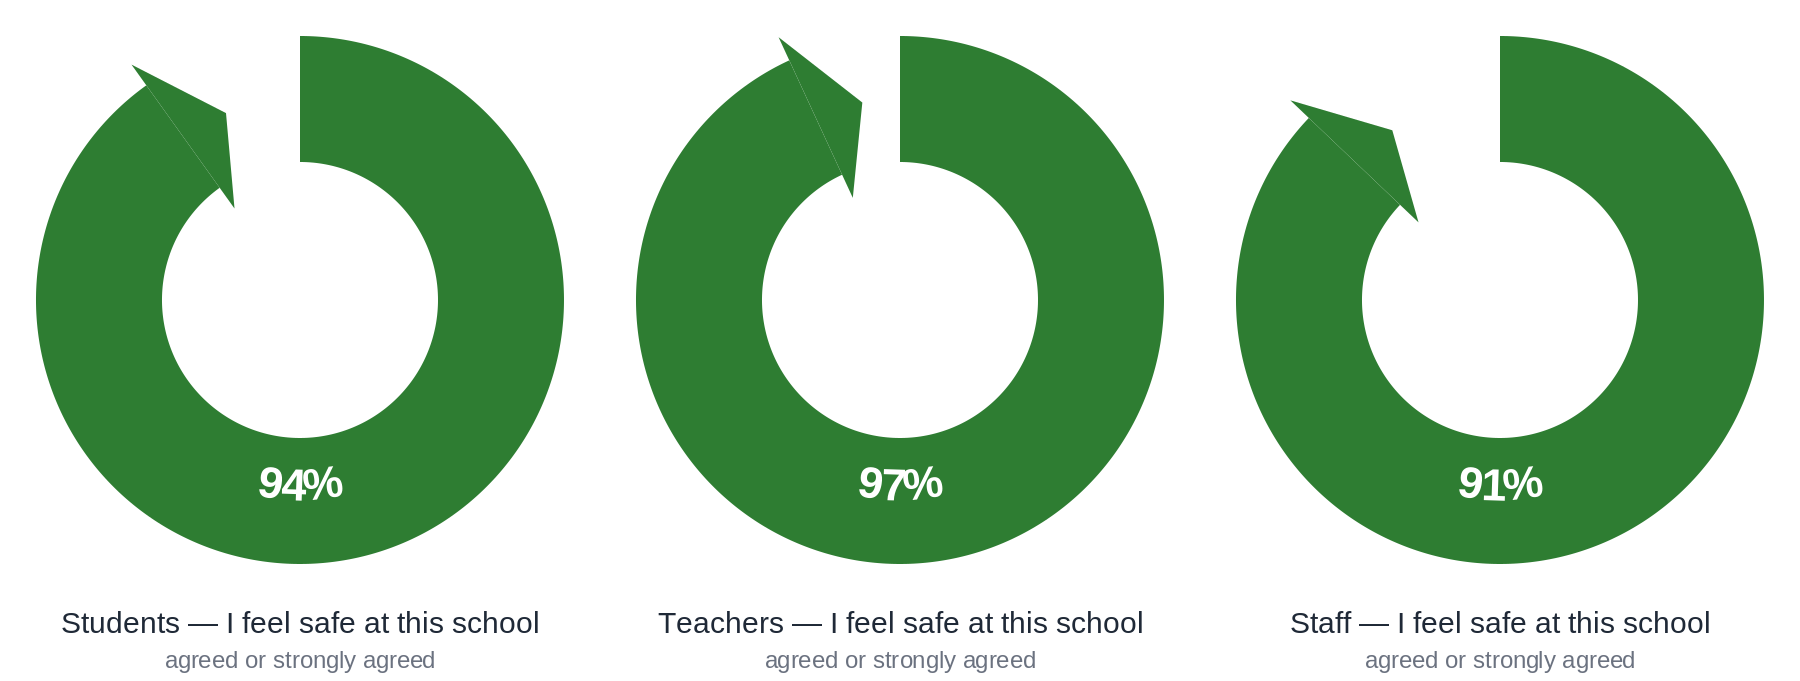 94%
97%
91%
Students — I feel safe at this school
agreed or strongly agreed
Teachers — I feel safe at this school
agreed or strongly agreed
Staff — I feel safe at this school
agreed or strongly agreed